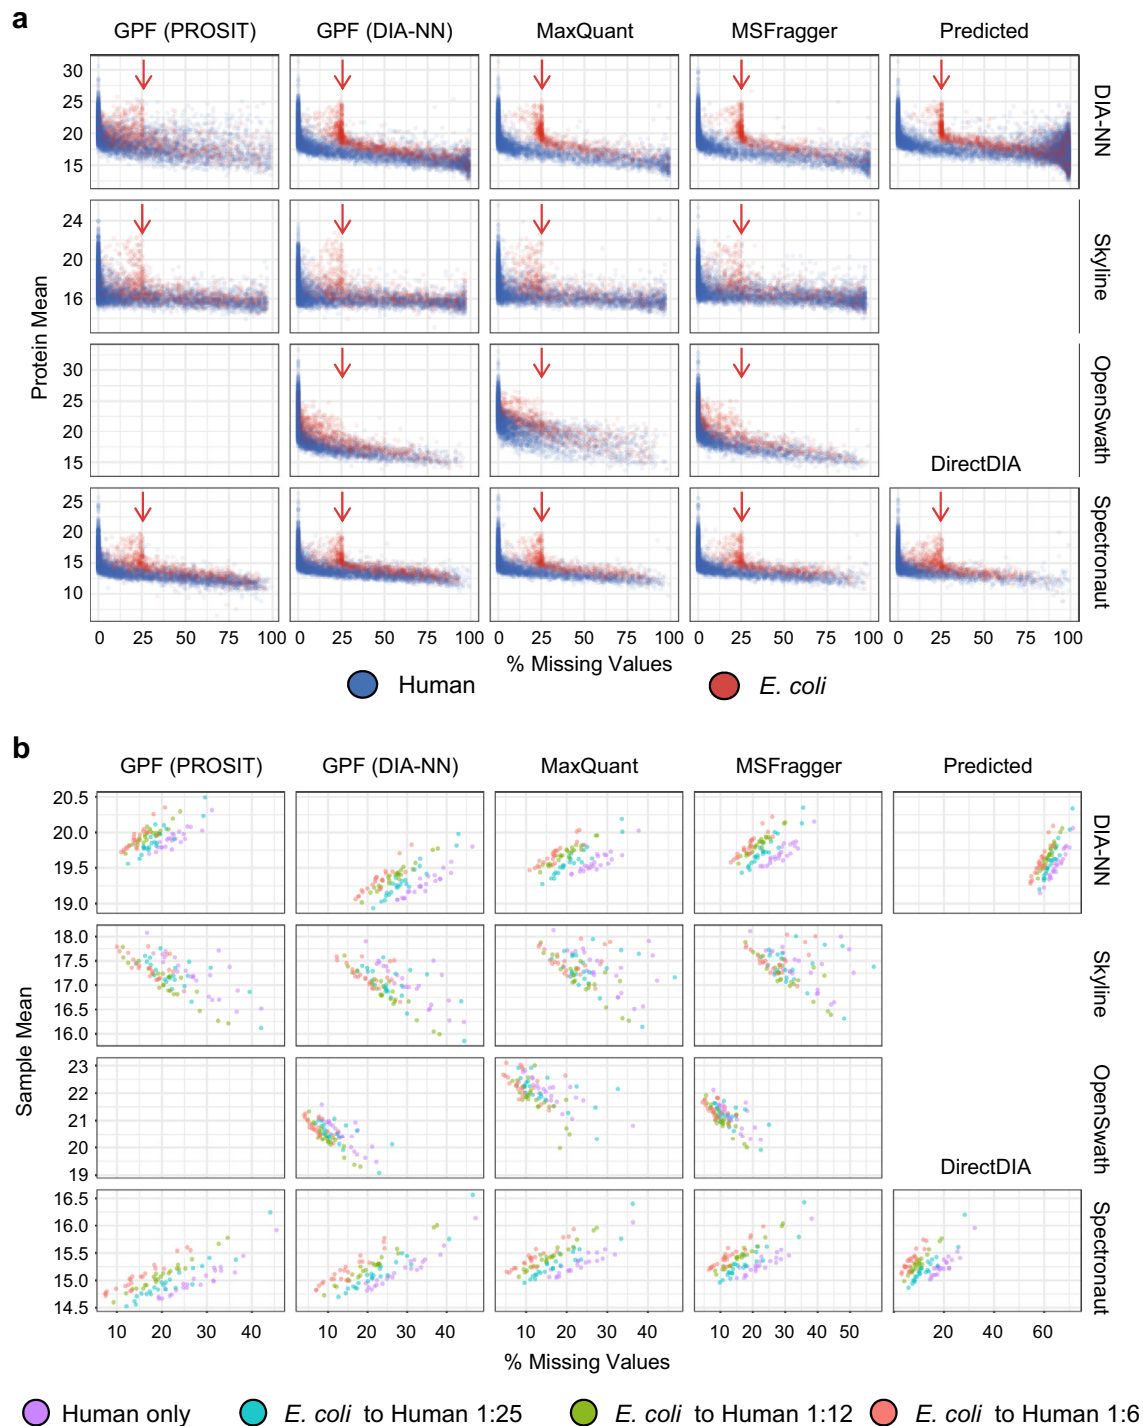 a
GPF (PROSIT) GPF (DIA-NN) MaxQuant MSFragger Predicted
30
25
20
15
DIA-NN
24
20
16
Skyline
Protein Mean
30
25
20
15
OpenSwath
DirectDIA
25
20
15
10
Spectronaut
0 25 50 75 100 0 25 50 75 100 0 25 50 75 100 0 25 50 75 100 0 25 50 75 100
% Missing Values
Human E. coli
b
GPF (PROSIT) GPF (DIA-NN) MaxQuant MSFragger Predicted
20.5
20.0
19.5
19.0
DIA-NN
18.0
17.5
17.0
16.5
16.0
Skyline
Sample Mean
23
22
21
20
19
OpenSwath
DirectDIA
16.5
16.0
15.5
15.0
14.5
Spectronaut
10 20 30 40 10 20 30 40 10 20 30 40 10 20 30 40 50 20 40 60
% Missing Values
Human only E. coli to Human 1:25 E. coli to Human 1:12 E. coli to Human 1:6